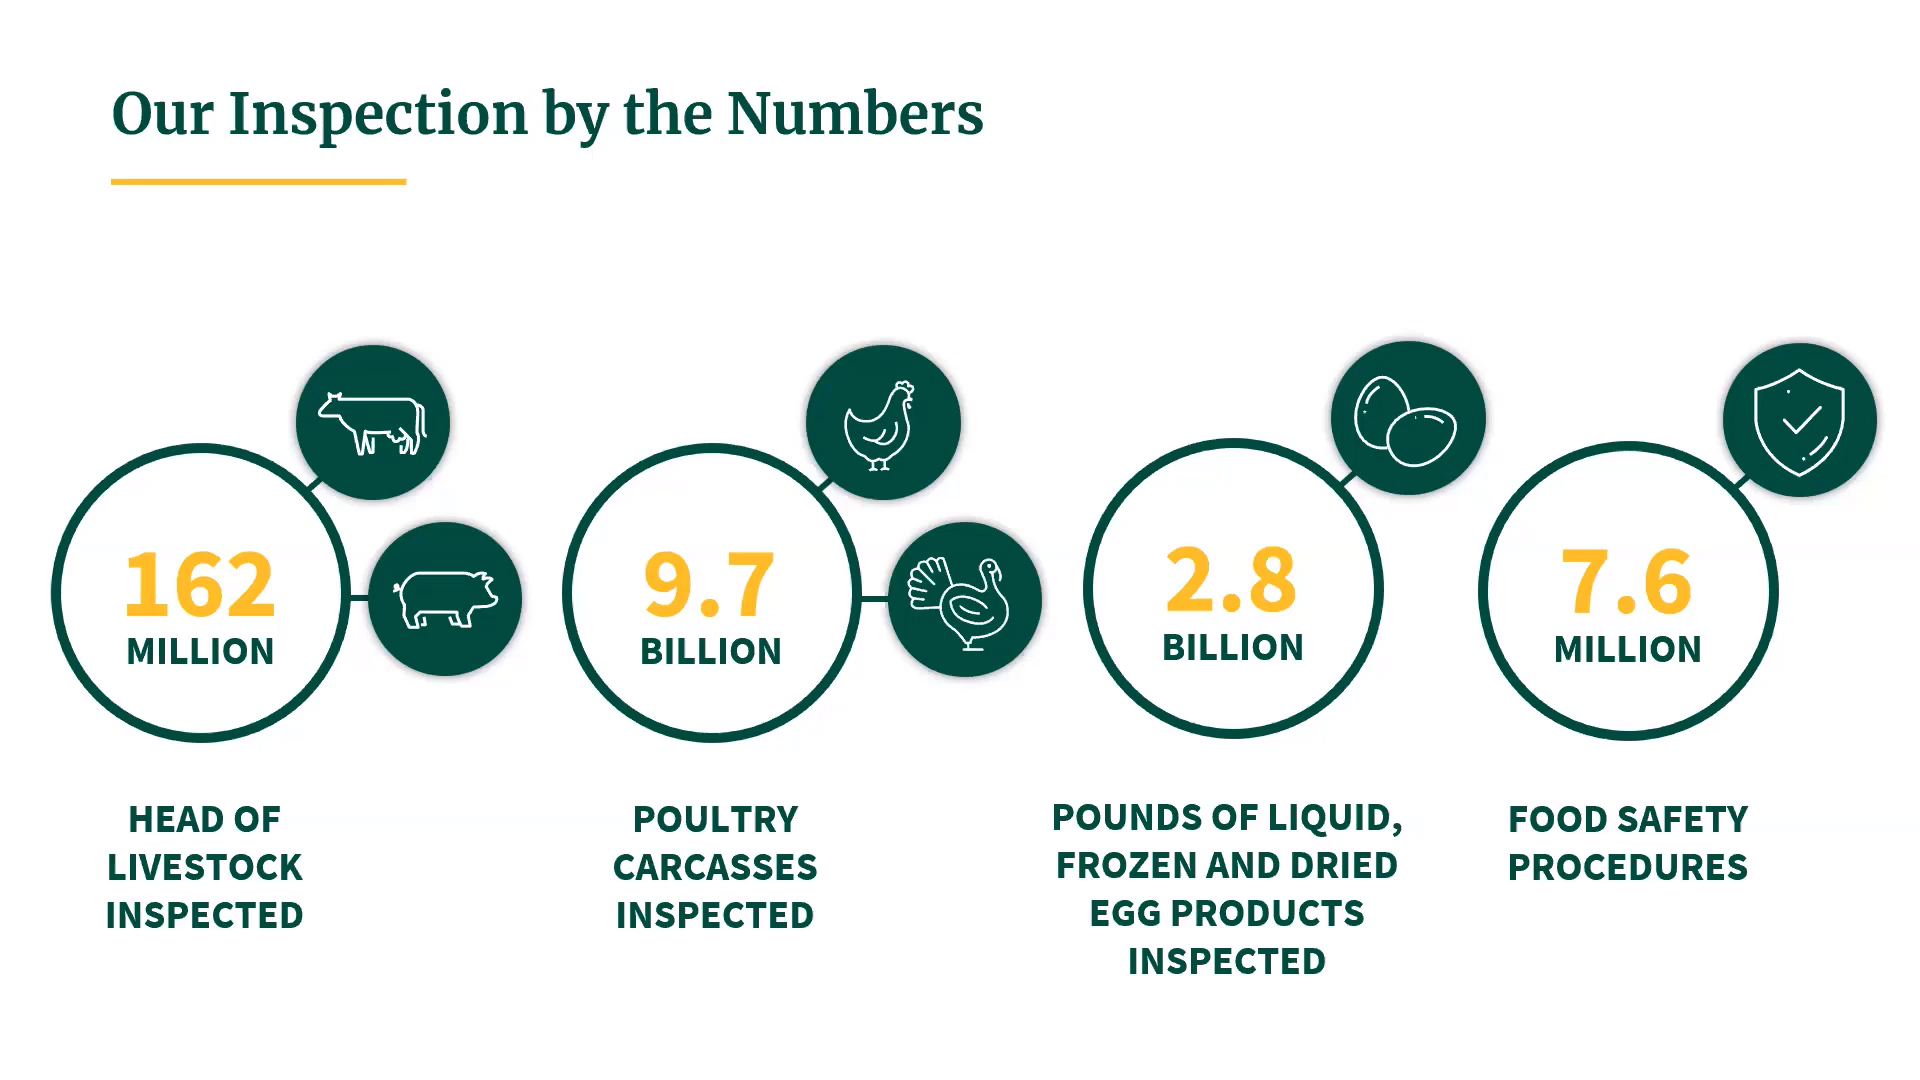 Our Inspection by the Numbers
162
MILLION
HEAD OF
LIVESTOCK
INSPECTED
9.7
BILLION
POULTRY
CARCASSES
INSPECTED
2.8
BILLION
POUNDS OF LIQUID,
FROZEN AND DRIED
EGG PRODUCTS
INSPECTED
7.6
MILLION
FOOD SAFETY
PROCEDURES